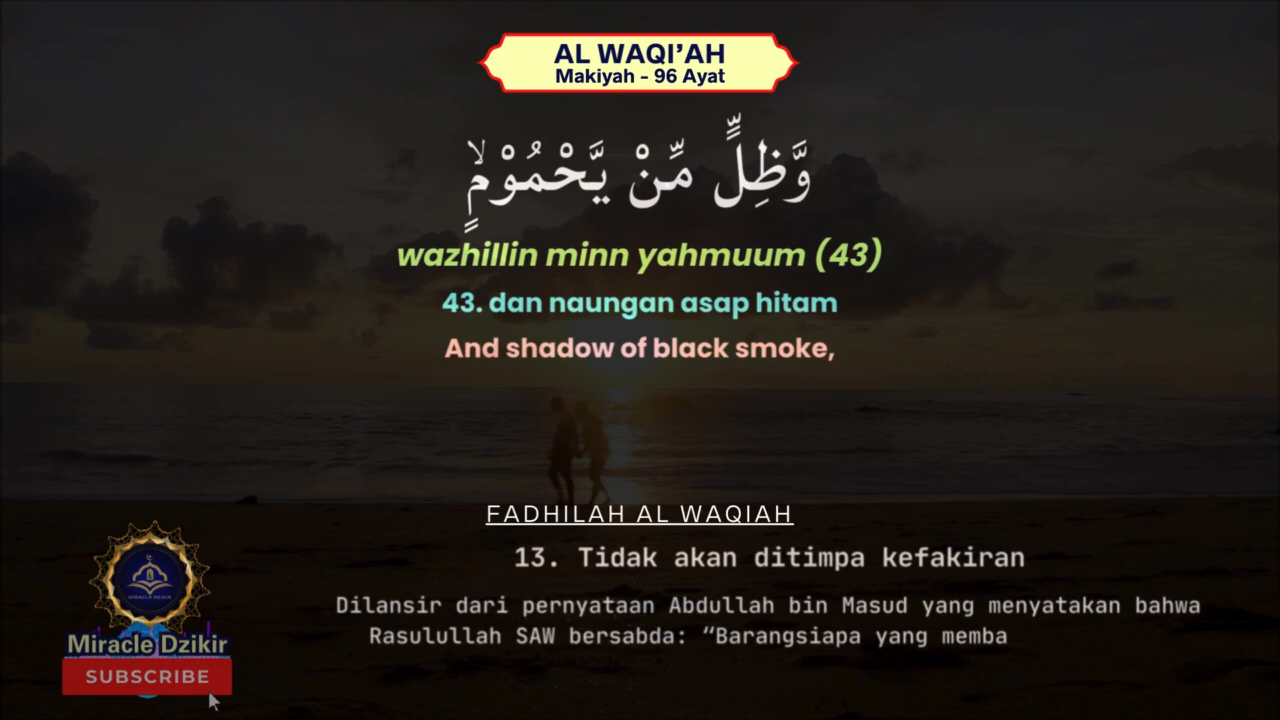 AL WAQI’AH
Makiyah - 96 Ayat
وَّظِلٍّ مِّنْ يَّحْمُوْمٍۙ
wazhillin minn yahmuum (43)
43. dan naungan asap hitam
And shadow of black smoke,
FADHILAH AL WAQIAH
13. Tidak akan ditimpa kefakiran
Dilansir dari pernyataan Abdullah bin Masud yang menyatakan bahwa
Rasulullah SAW bersabda: “Barangsiapa yang memba
MIRACLE DZIKIR
Miracle Dzikir
SUBSCRIBE